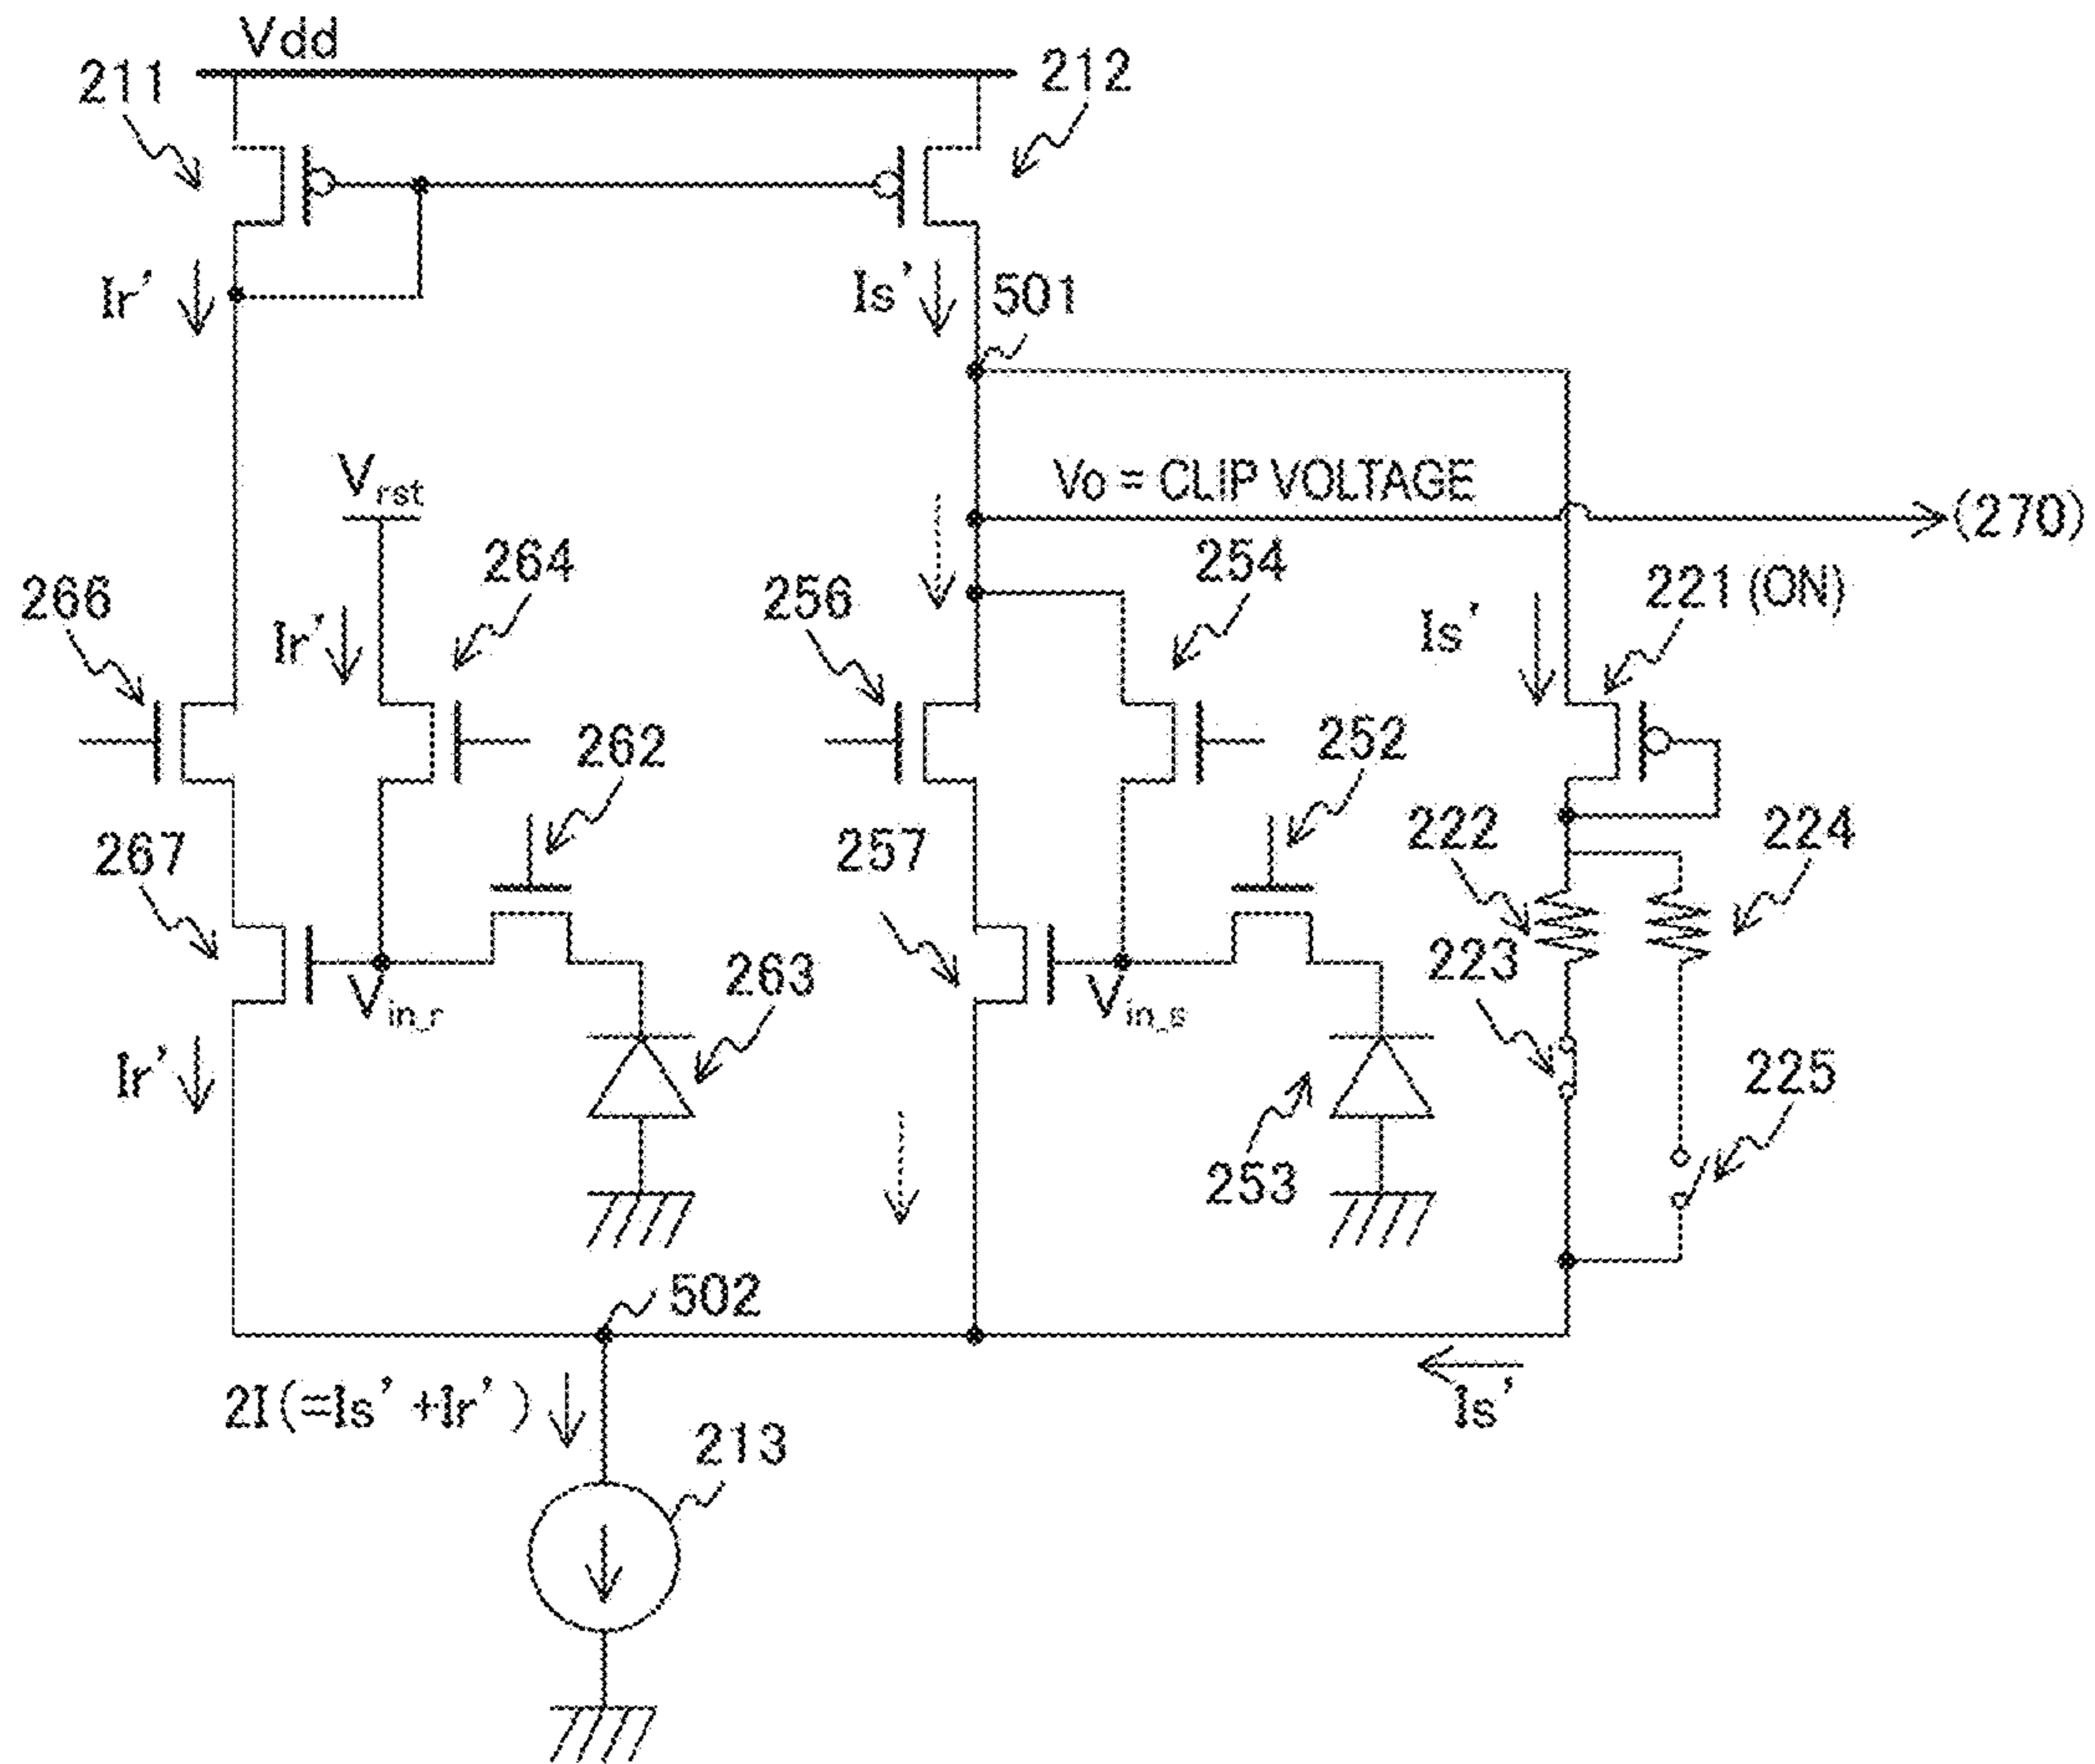 Vdd
211
212
Ir'
Is'
501
Vrst
Vo = CLIP VOLTAGE
(270)
266
264
256
254
221 (ON)
Ir'
Is'
262
252
267
257
222
224
Vin_r
263
Vin_s
223
Ir'
253
225
502
2I (=Is' +Ir' )
Is'
213